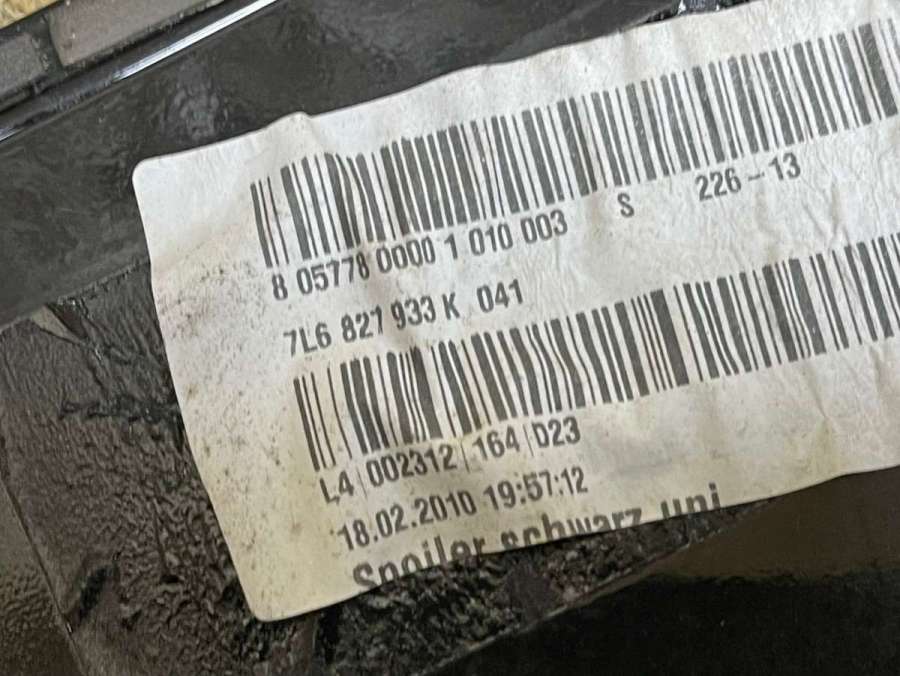 8 05778 0000 1 010 003 S 226-13
7L6 821 933 K 041
L4 002312 164 D23
18.02.2010 19:57:12
Spoiler schwarz uni